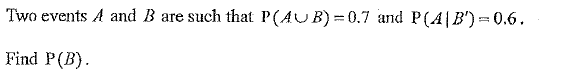 Two events A and B are such that P(A∪B) = 0.7 and P(A|B′) = 0.6.
Find P(B).